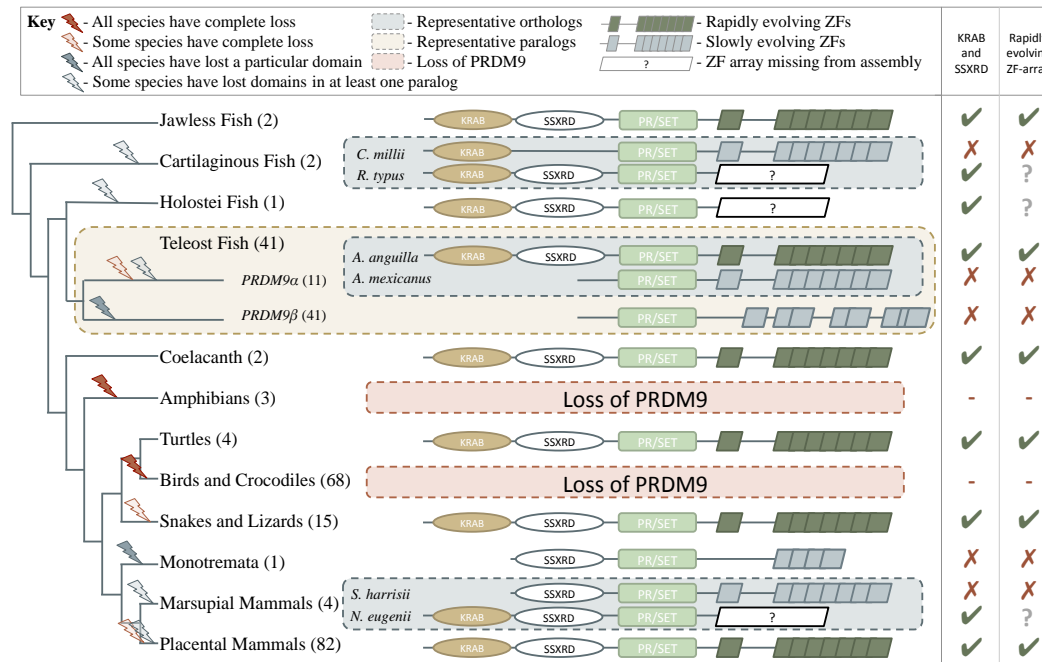 Key - All species have complete loss
- Some species have complete loss
- All species have lost a particular domain
- Some species have lost domains in at least one paralog
- Representative orthologs
- Representative paralogs
- Loss of PRDM9
- Rapidly evolving ZFs
- Slowly evolving ZFs
? - ZF array missing from assembly
KRAB
and
SSXRD
Rapidly
evolving
ZF-array
Jawless Fish (2) KRAB SSXRD PR/SET ✔ ✔
C. millii KRAB PR/SET ✗ ✗
Cartilaginous Fish (2)
R. typus KRAB SSXRD PR/SET ? ✔ ?
Holostei Fish (1) KRAB SSXRD PR/SET ? ✔ ?
Teleost Fish (41)
A. anguilla KRAB SSXRD PR/SET ✔ ✔
PRDM9α (11) A. mexicanus PR/SET ✗ ✗
PRDM9β (41) PR/SET ✗ ✗
Coelacanth (2) KRAB SSXRD PR/SET ✔ ✔
Amphibians (3) Loss of PRDM9 - -
Turtles (4) KRAB SSXRD PR/SET ✔ ✔
Birds and Crocodiles (68) Loss of PRDM9 - -
Snakes and Lizards (15) KRAB SSXRD PR/SET ✔ ✔
Monotremata (1) SSXRD PR/SET ✗ ✗
S. harrisii SSXRD PR/SET ✗ ✗
Marsupial Mammals (4)
N. eugenii KRAB SSXRD PR/SET ? ✔ ?
Placental Mammals (82) KRAB SSXRD PR/SET ✔ ✔